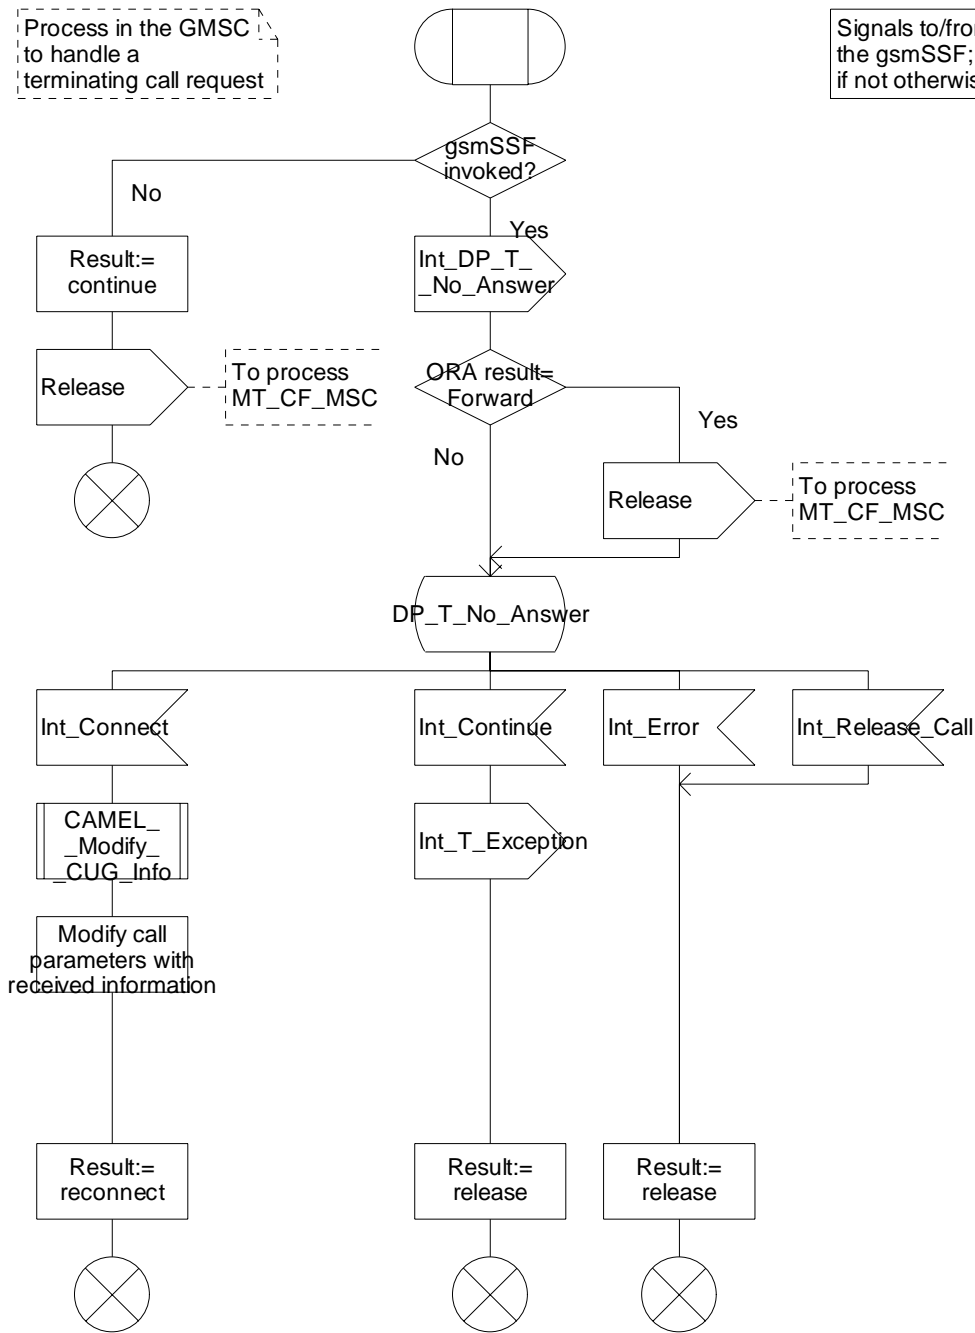 Process in the GMSC
to handle a
terminating call request
Signals to/from
the gsmSSF;
if not otherwis
gsmSSF
invoked?
No
Yes
Result:=
continue
Int_DP_T_
_No_Answer
Release
To process
MT_CF_MSC
ORA result=
Forward
Yes
No
Release
To process
MT_CF_MSC
DP_T_No_Answer
Int_Connect
Int_Continue
Int_Error
Int_Release_Call
CAMEL_
_Modify_
_CUG_Info
Int_T_Exception
Modify call
parameters with
received information
Result:=
reconnect
Result:=
release
Result:=
release